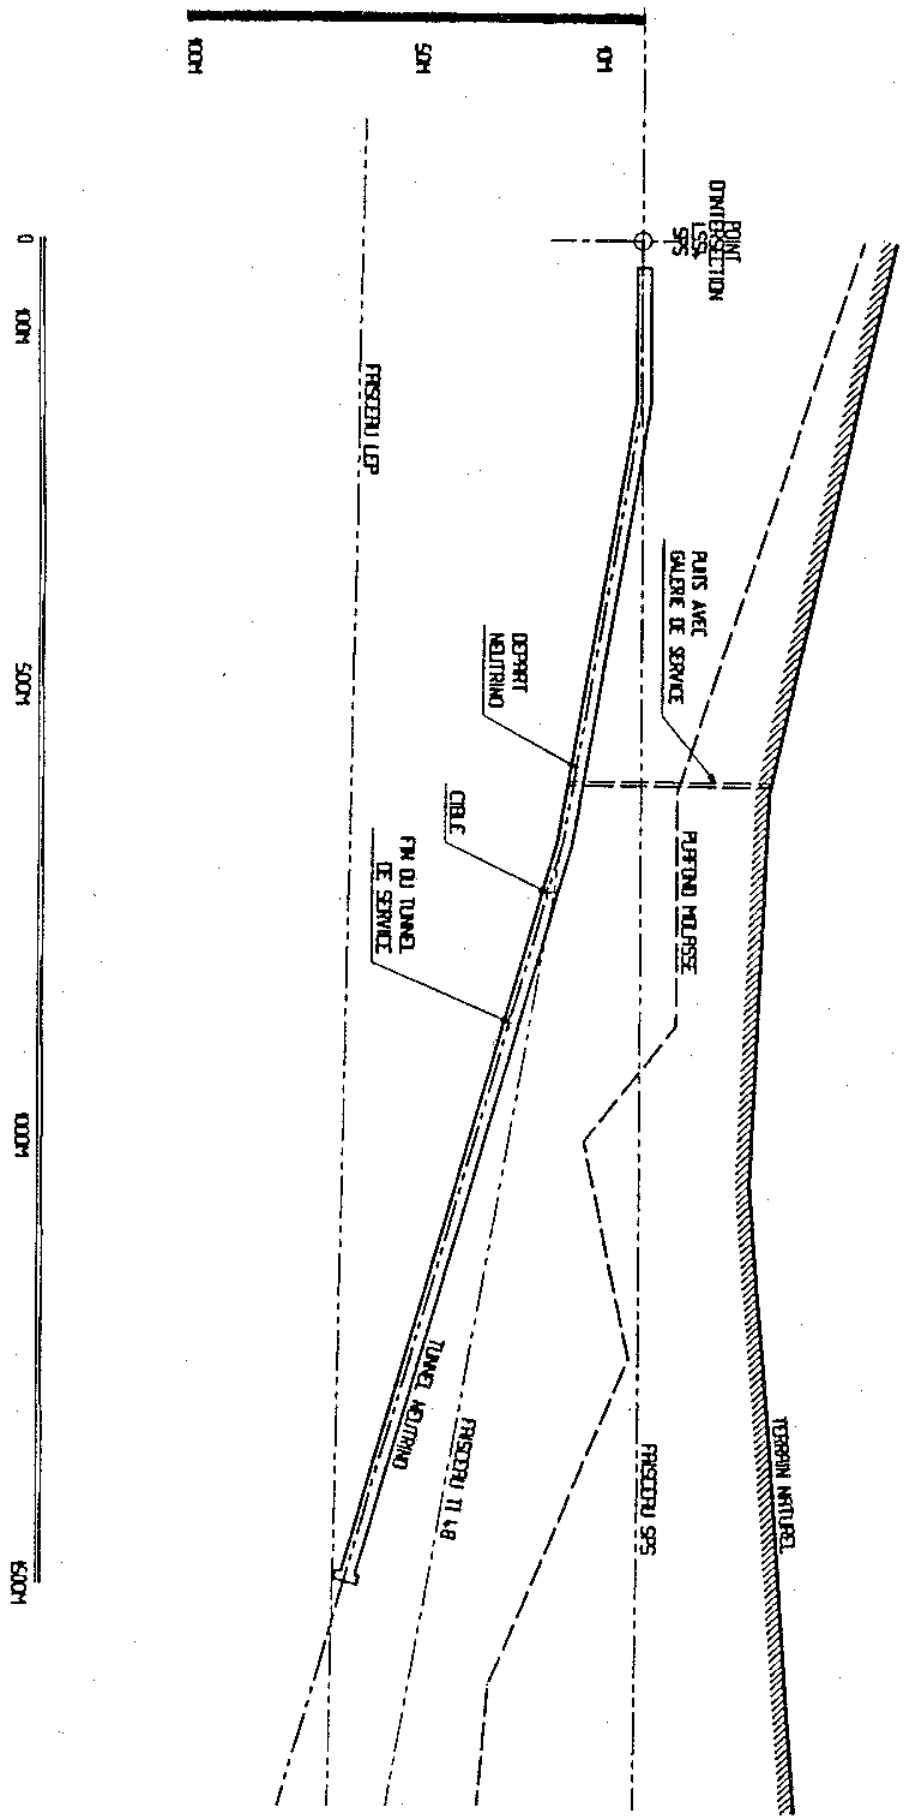 100M
50M
10M
POINT
D'INTERSECTION
LSS4
SPS
0
100M
500M
1000M
1500M
FAISCEAU LEP
PUITS AVEC
GALERIE DE SERVICE
DEPART
NEUTRINO
CIBLE
FIN DU TUNNEL
DE SERVICE
PLAFOND MOLASSE
TUNNEL NEUTRINO
FAISCEAU TI 48
FAISCEAU SPS
TERRAIN NATUREL